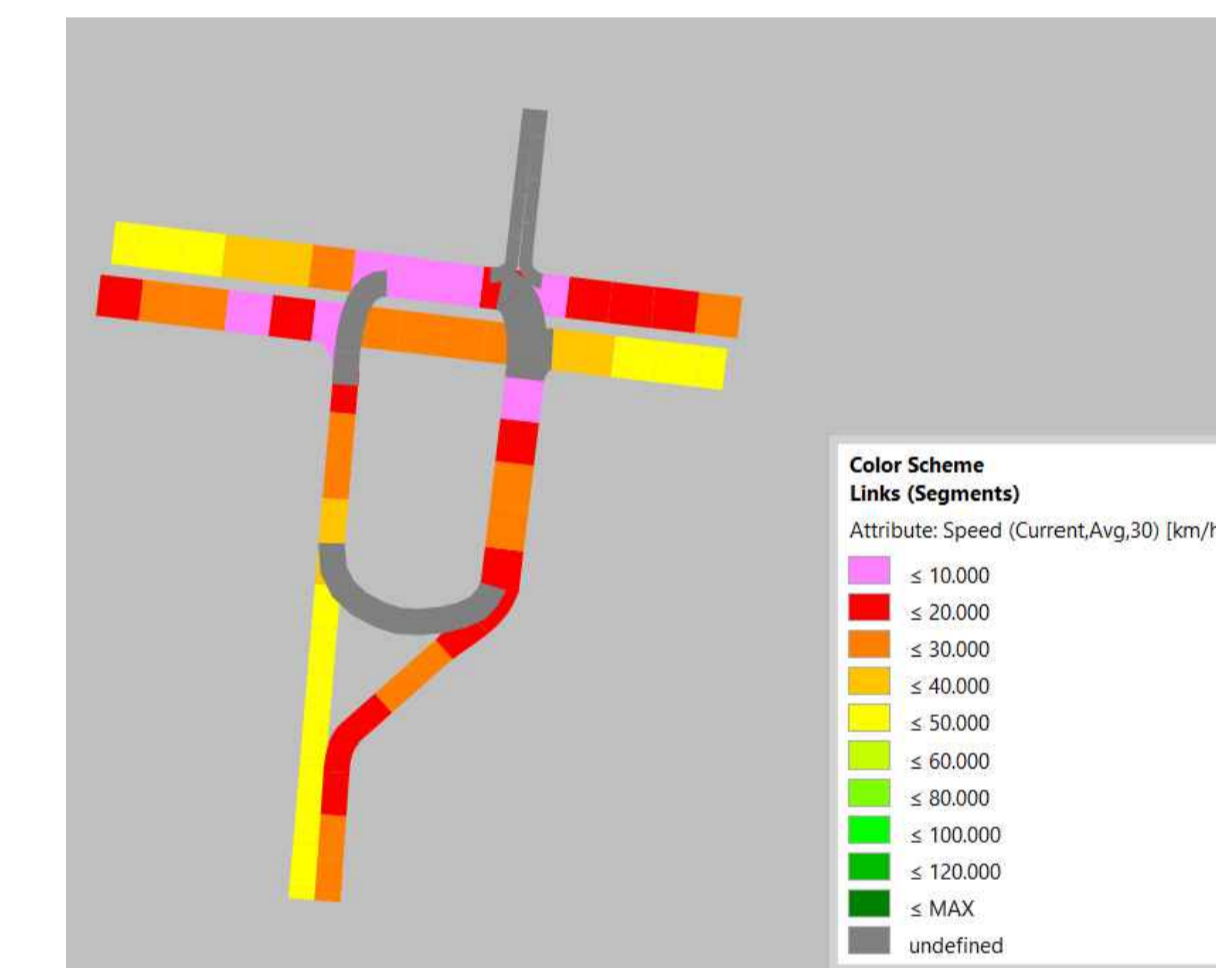 Color Scheme
Links (Segments)
Attribute: Speed (Current,Avg,30) [km/h
≤ 10.000
≤ 20.000
≤ 30.000
≤ 40.000
≤ 50.000
≤ 60.000
≤ 80.000
≤ 100.000
≤ 120.000
≤ MAX
undefined